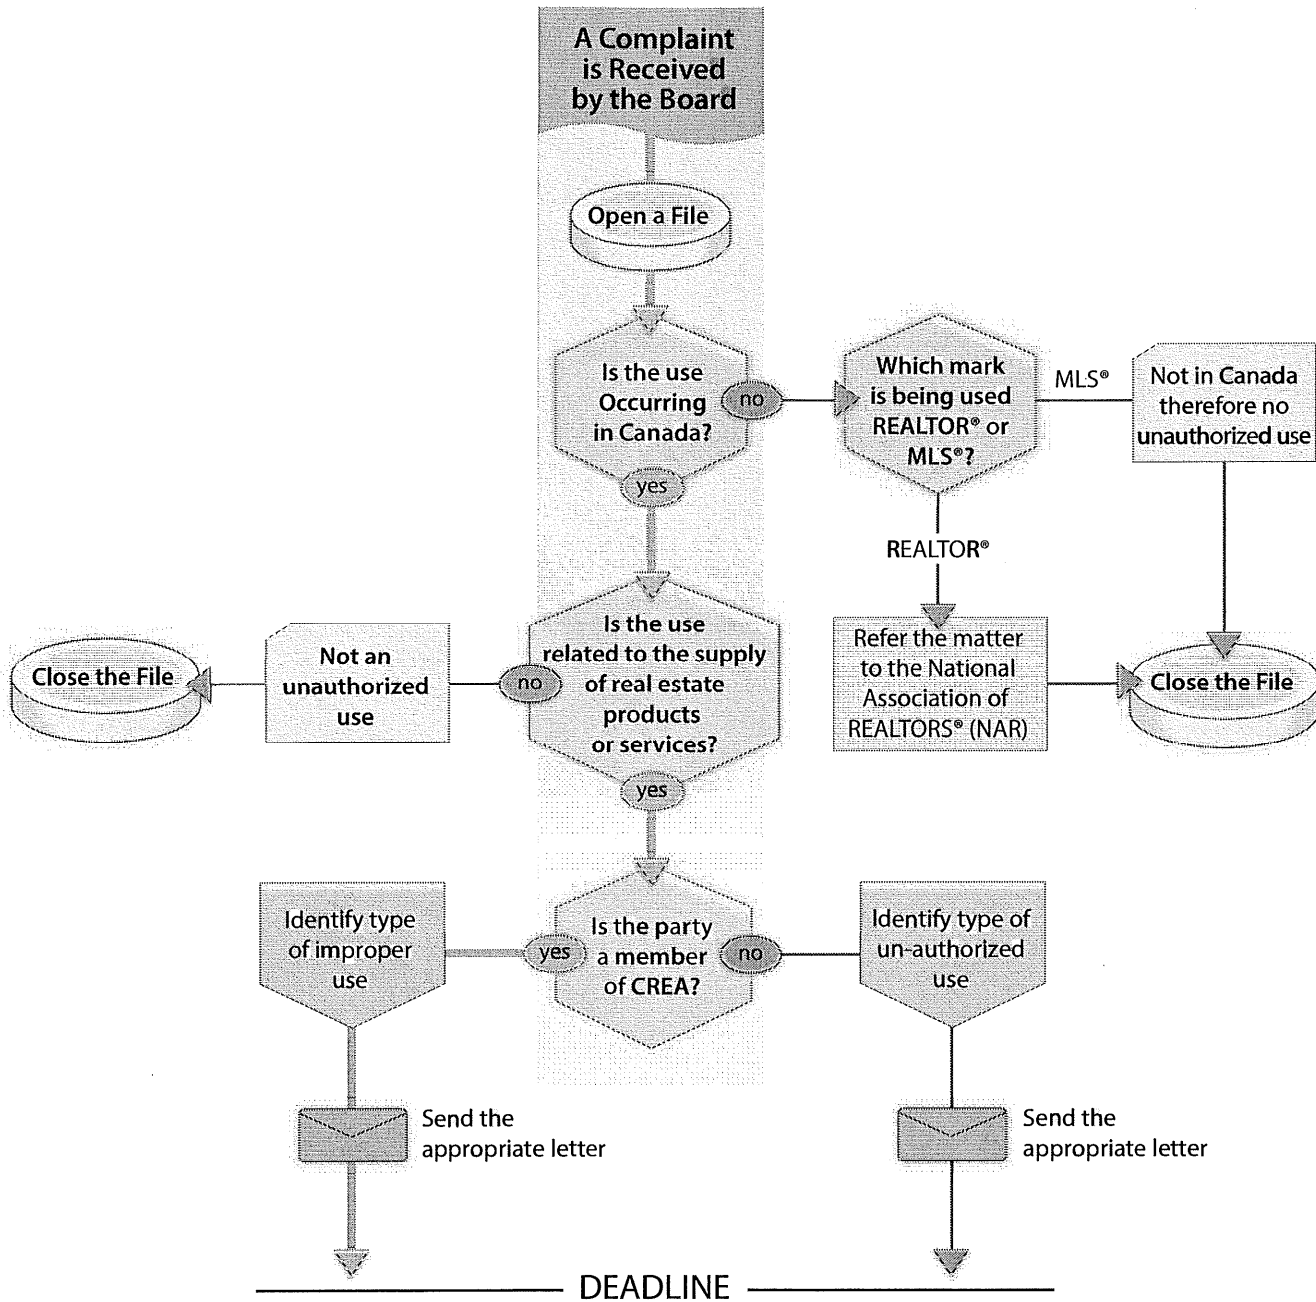 A Complaint
is Received
by the Board
Open a File
Is the use
Occurring
in Canada?
no
yes
Which mark
is being used
REALTOR® or
MLS®?
MLS®
Not in Canada
therefore no
unauthorized use
REALTOR®
Refer the matter
to the National
Association of
REALTORS® (NAR)
Close the File
Is the use
related to the supply
of real estate
products
or services?
no
yes
Not an
unauthorized
use
Close the File
Is the party
a member
of CREA?
yes
no
Identify type
of improper
use
Identify type of
un-authorized
use
Send the
appropriate letter
Send the
appropriate letter
DEADLINE